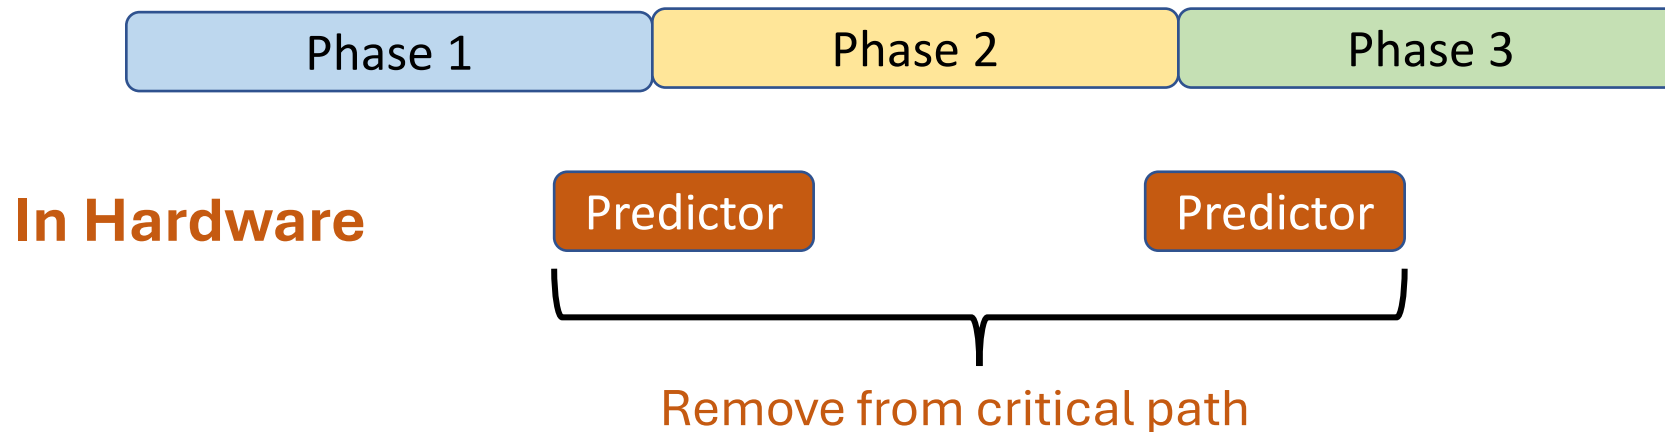 Phase 1 Phase 2 Phase 3
In Hardware Predictor Predictor
Remove from critical path